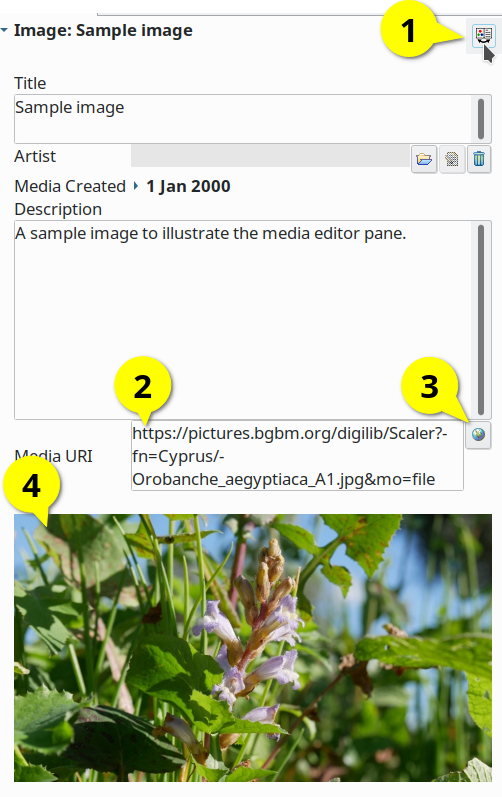 1
Image: Sample image
Title
Sample image
Artist
Media Created 1 Jan 2000
Description
A sample image to illustrate the media editor pane.
2
3
https://pictures.bgbm.org/digilib/Scaler?-
fn=Cyprus/-
Orobanche_aegyptiaca_A1.jpg&mo=file
Media URI
4